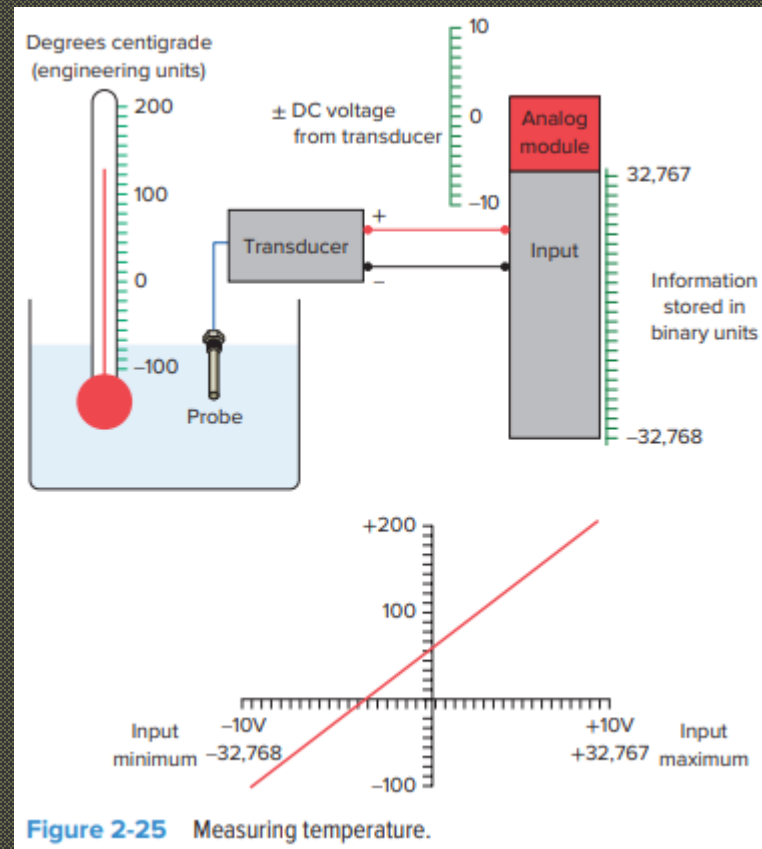 Degrees centigrade
(engineering units)
200
100
0
–100
± DC voltage
from transducer
10
0
–10
Analog
module
Transducer
+
–
Input
32,767
Information
stored in
binary units
–32,768
Probe
+200
100
–100
Input
minimum
–10V
–32,768
+10V
+32,767
Input
maximum
Figure 2-25 Measuring temperature.